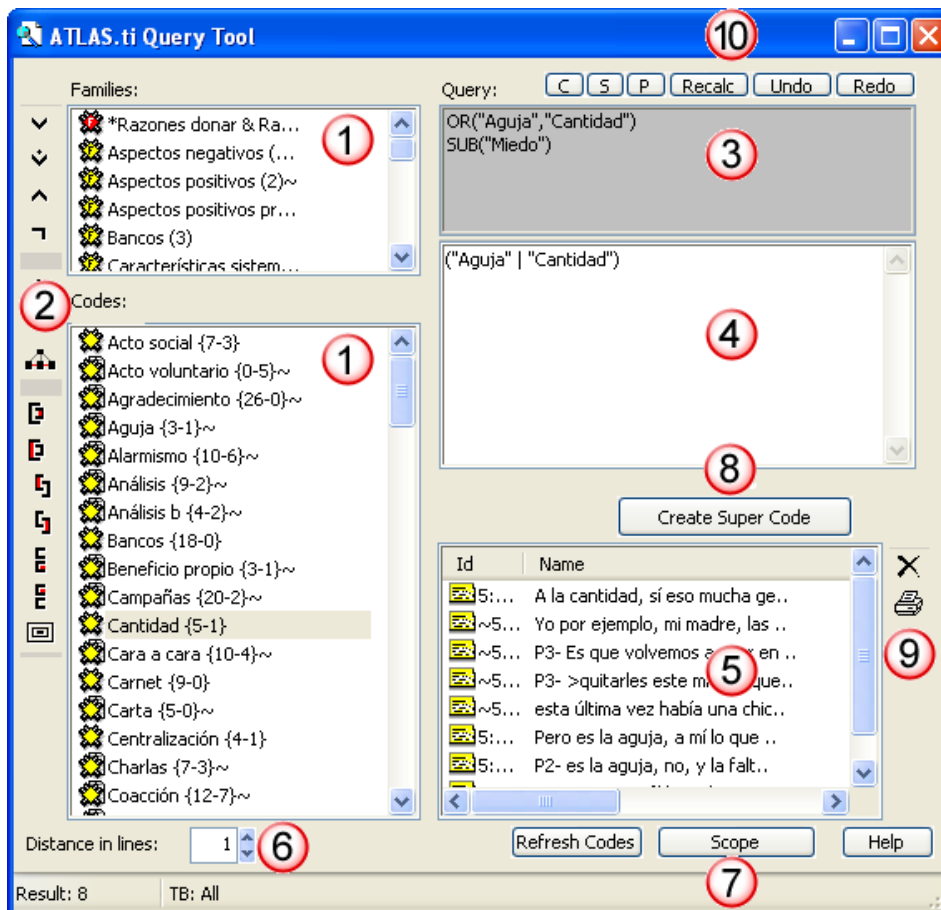 ATLAS.ti Query Tool
10
Families:
Query:
C
S
P
Recalc
Undo
Redo
*Razones donar & Ra...
Aspectos negativos (...
Aspectos positivos (2)~
Aspectos positivos pr...
Bancos (3)
Características sistem...
1
OR("Aguja","Cantidad")
SUB("Miedo")
3
2
Codes:
("Aguja" | "Cantidad")
4
Acto social {7-3}
Acto voluntario {0-5}~
Agradecimiento {26-0}~
Aguja {3-1}~
Alarmismo {10-6}~
Análisis {9-2}~
Análisis b {4-2}~
Bancos {18-0}
Beneficio propio {3-1}~
Campañas {20-2}~
Cantidad {5-1}
Cara a cara {10-4}~
Carnet {9-0}
Carta {5-0}~
Centralización {4-1}
Charlas {7-3}~
Coacción {12-7}~
1
8
Create Super Code
Id Name
5:... A la cantidad, sí eso mucha ge..
~5... Yo por ejemplo, mi madre, las ..
~5... P3- Es que volvemos a en ..
~5... P3- >quitarles este que..
~5... esta última vez había una chic..
5:... Pero es la aguja, a mí lo que ..
5:... P2- es la aguja, no, y la falt..
5
9
Distance in lines: 1
6
Refresh Codes
Scope
Help
7
Result: 8
TB: All